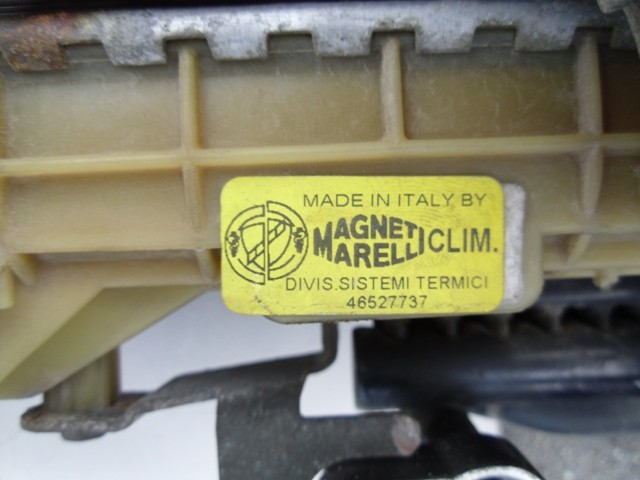 MADE IN ITALY BY
MAGNETI MARELLI CLIM.
DIVIS.SISTEMI TERMICI
46527737